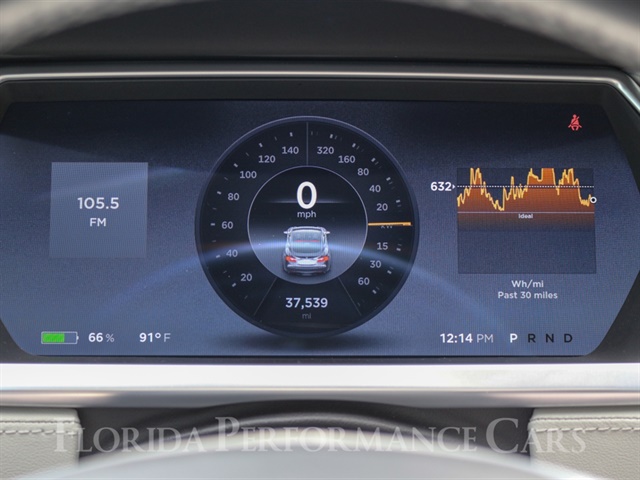 105.5
FM
140 320
120 160
100 80
80 40
60 20
40 15
20 30
60
0
mph
37,539
mi
632
Ideal
Wh/mi
Past 30 miles
66 % 91° F
12:14 PM P R N D
FLORIDA PERFORMANCE CARS